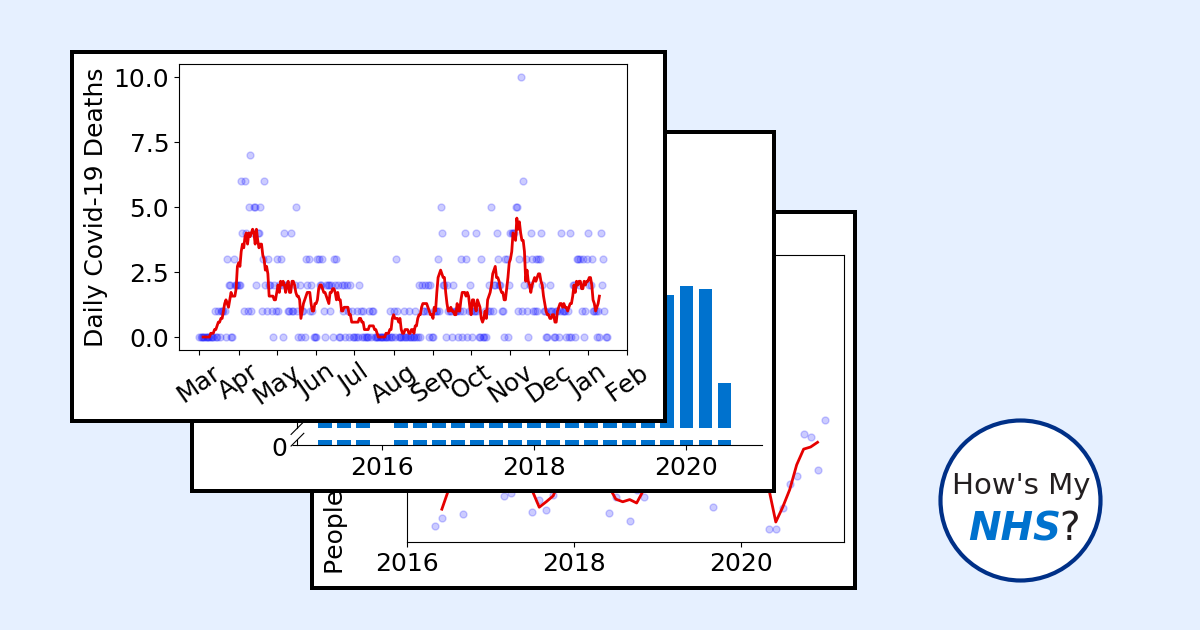 Daily Covid-19 Deaths
10.0
7.5
5.0
2.5
0.0
Mar Apr May Jun Jul Aug Sep Oct Nov Dec Jan Feb
0
2016 2018 2020
People
2016 2018 2020
How's My
NHS?